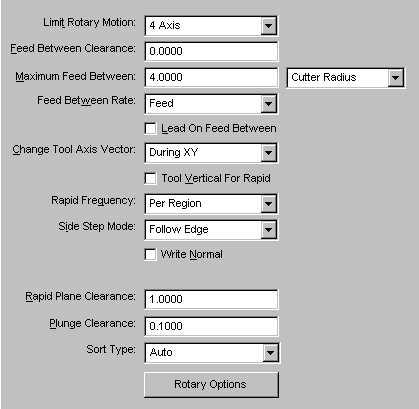 Limit Rotary Motion: 4 Axis
Feed Between Clearance: 0.0000
Maximum Feed Between: 4.0000 Cutter Radius
Feed Between Rate: Feed
Lead On Feed Between
Change Tool Axis Vector: During XY
Tool Vertical For Rapid
Rapid Frequency: Per Region
Side Step Mode: Follow Edge
Write Normal
Rapid Plane Clearance: 1.0000
Plunge Clearance: 0.1000
Sort Type: Auto
Rotary Options